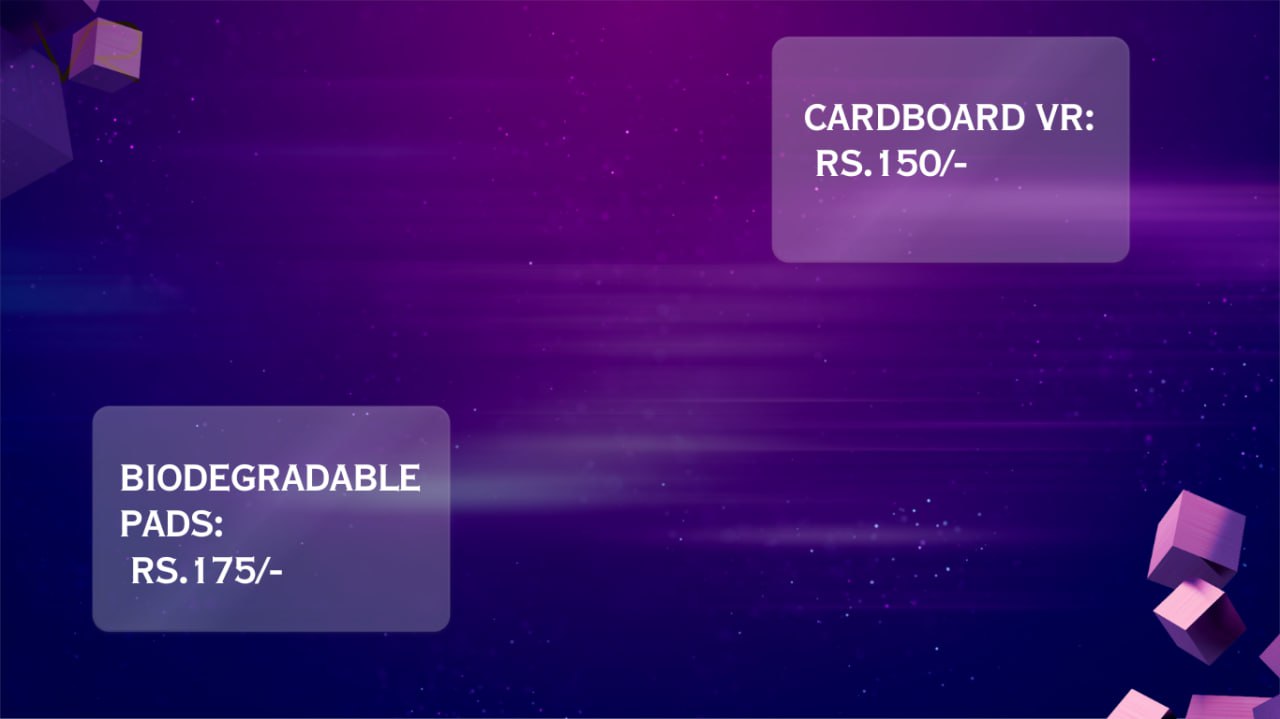 CARDBOARD VR:
RS.150/-
BIODEGRADABLE
PADS:
RS.175/-